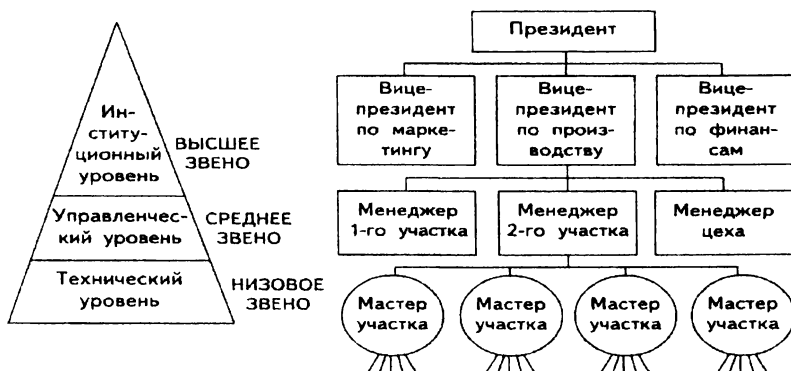 Ин-
ституци-
ционный
уровень
ВЫСШЕЕ
ЗВЕНО
Управленчес-
кий уровень
СРЕДНЕЕ
ЗВЕНО
Технический
уровень
НИЗОВОЕ
ЗВЕНО
Президент
Вице-
президент
по марке-
тингу
Вице-
президент
по произ-
водству
Вице-
президент
по финан-
сам
Менеджер
1-го участка
Менеджер
2-го участка
Менеджер
цеха
Мастер
участка
Мастер
участка
Мастер
участка
Мастер
участка